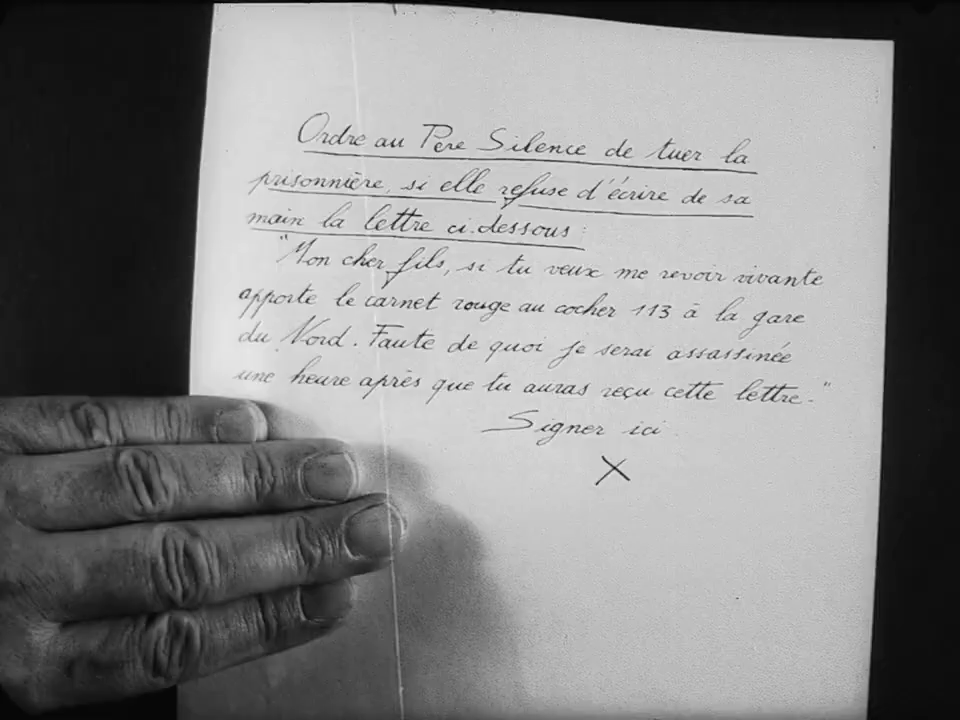 Ordre au Père Silence de tuer la
prisonnière, si elle refuse d'écrire de sa
main la lettre ci-dessous :
"Mon cher fils, si tu veux me revoir vivante
apporte le carnet rouge au cocher 113 à la gare
du Nord. Faute de quoi je serai assassinée
une heure après que tu auras reçu cette lettre."
Signer ici
X